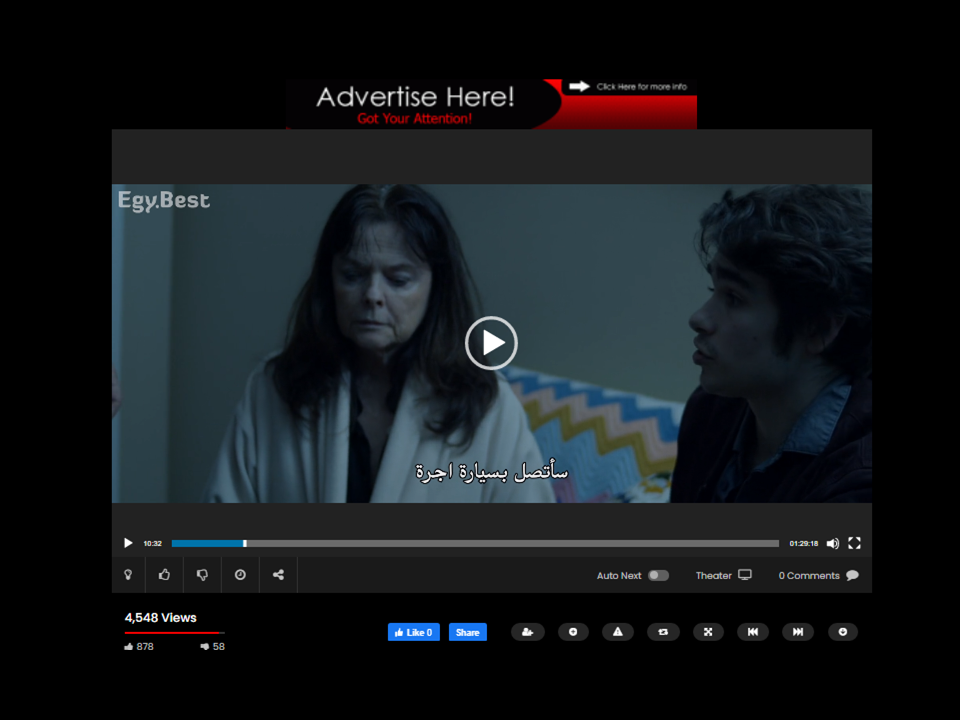 Advertise Here!
Got Your Attention!
Click Here for more info
Egy.Best
سأتصل بسيارة اجرة
10:32
01:29:18
Auto Next
Theater
0 Comments
4,548 Views
878
58
Like 0
Share